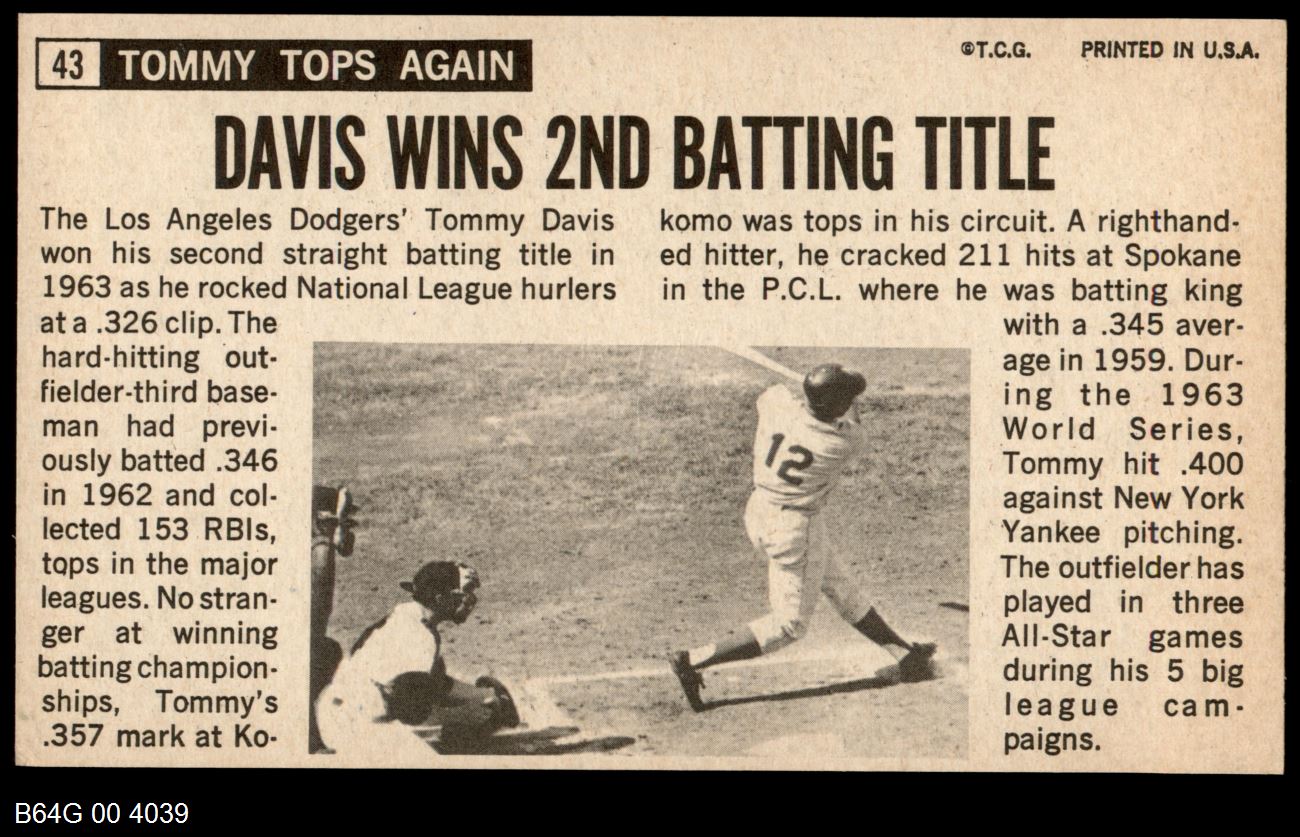 43 TOMMY TOPS AGAIN
©T.C.G. PRINTED IN U.S.A.
DAVIS WINS 2ND BATTING TITLE
The Los Angeles Dodgers' Tommy Davis
won his second straight batting title in
1963 as he rocked National League hurlers
at a .326 clip. The
hard-hitting out-
fielder-third base-
man had previ-
ously batted .346
in 1962 and col-
lected 153 RBIs,
tops in the major
leagues. No stran-
ger at winning
batting champion-
ships, Tommy's
.357 mark at Ko-
komo was tops in his circuit. A righthand-
ed hitter, he cracked 211 hits at Spokane
in the P.C.L. where he was batting king
with a .345 aver-
age in 1959. Dur-
ing the 1963
World Series,
Tommy hit .400
against New York
Yankee pitching.
The outfielder has
played in three
All-Star games
during his 5 big
league cam-
paigns.
12
B64G 00 4039